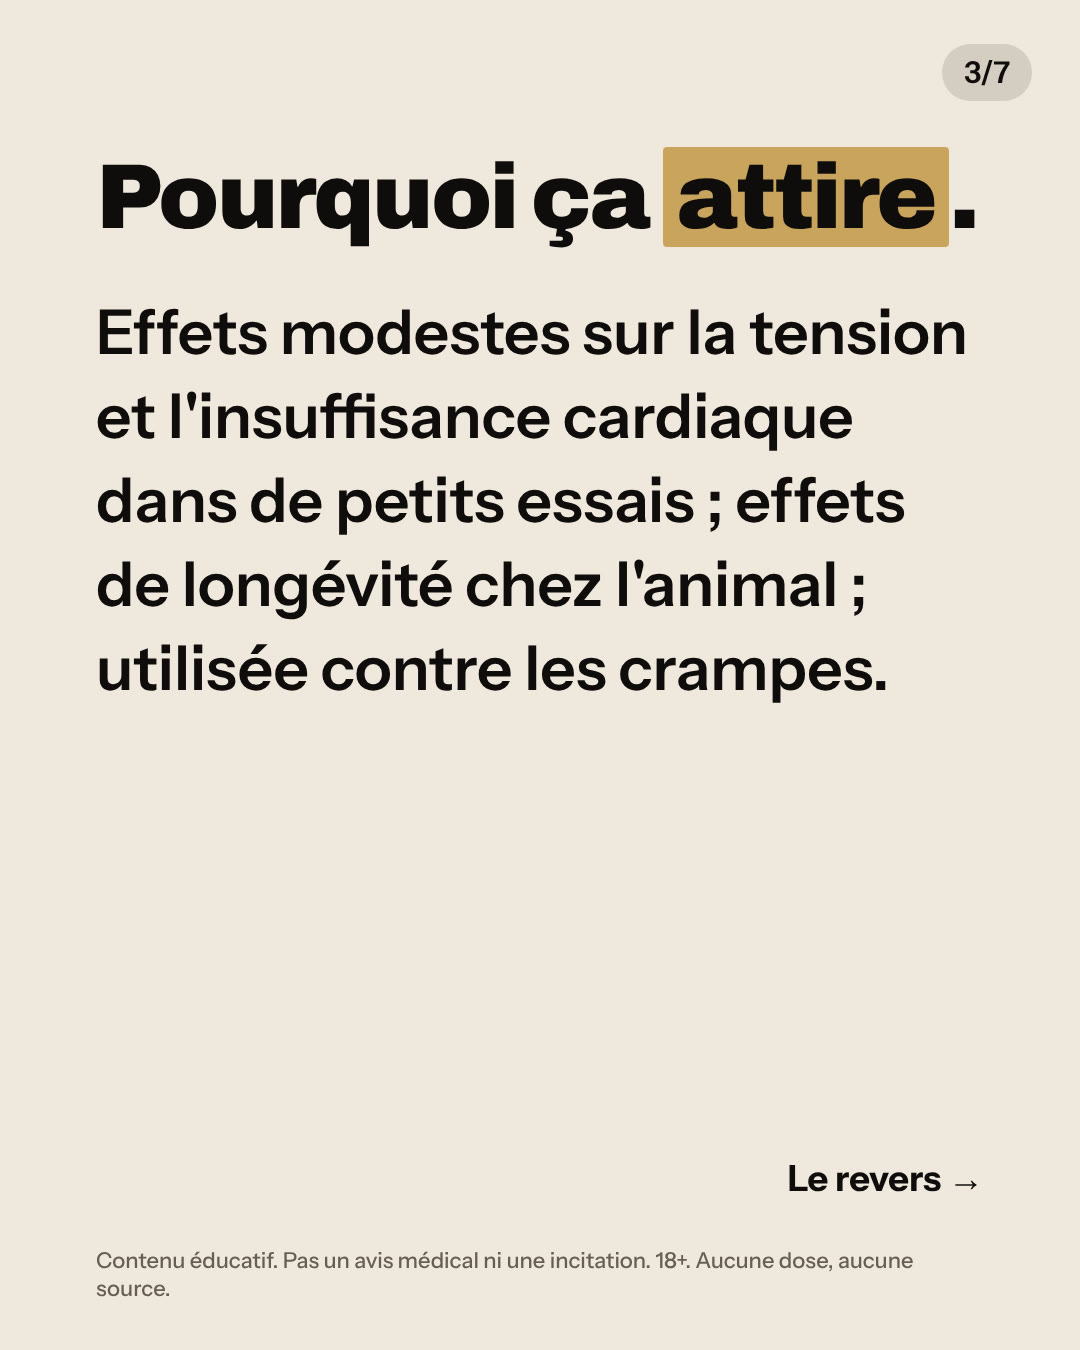 3/7
Pourquoi ça attire.
Effets modestes sur la tension
et l'insuffisance cardiaque
dans de petits essais ; effets
de longévité chez l'animal ;
utilisée contre les crampes.
Le revers →
Contenu éducatif. Pas un avis médical ni une incitation. 18+. Aucune dose, aucune
source.